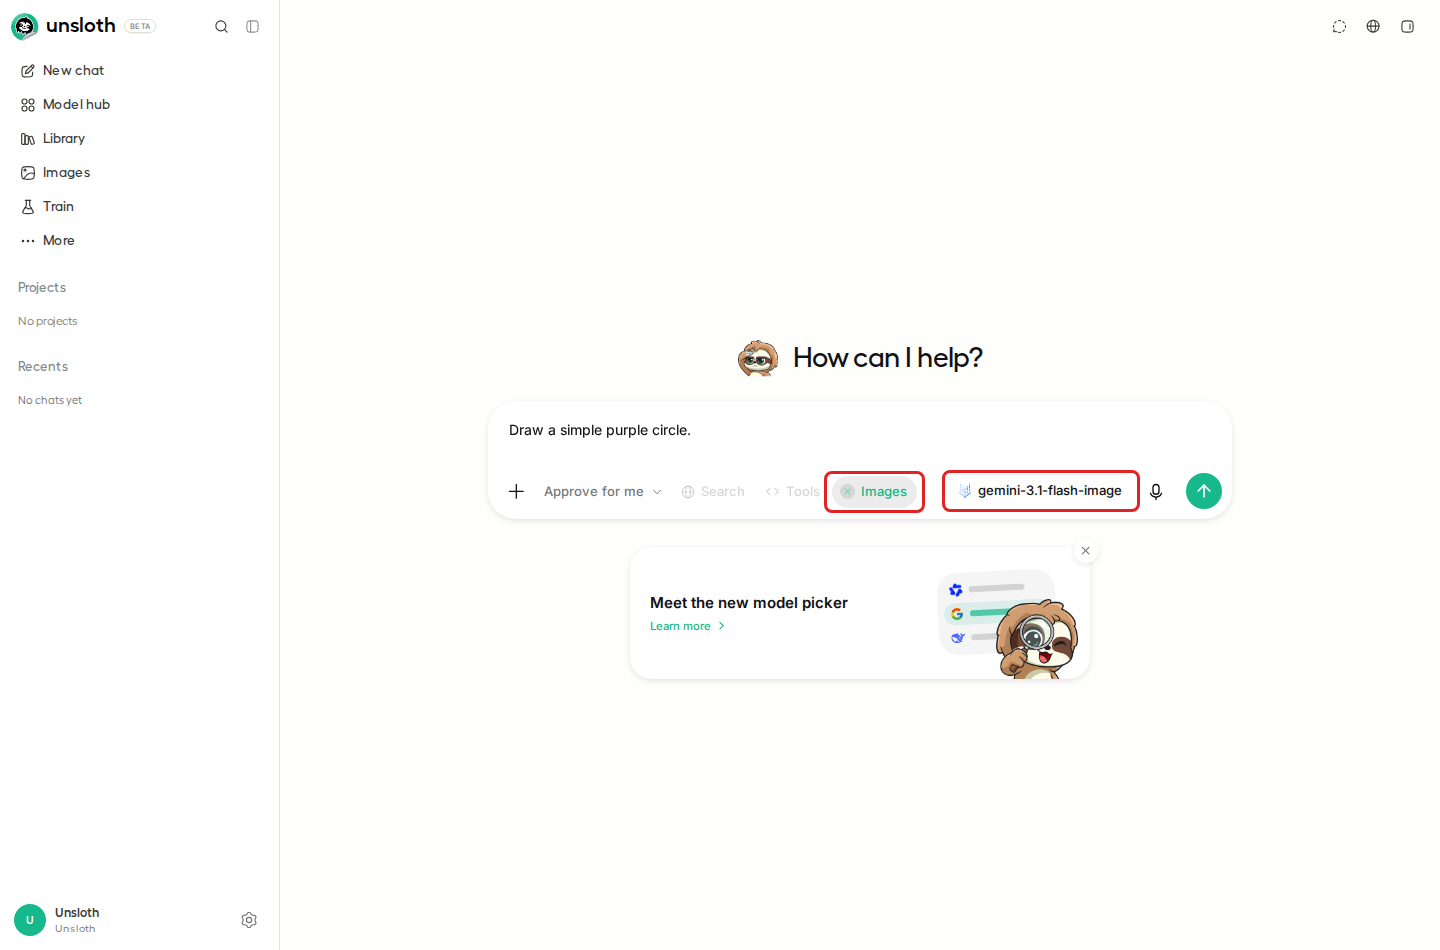 unsloth BETA
New chat
Model hub
Library
Images
Train
More
Projects
No projects
Recents
No chats yet
Unsloth
Unsloth
U
How can I help?
Draw a simple purple circle.
Approve for me Search Tools Images gemini-3.1-flash-image
Meet the new model picker
Learn more